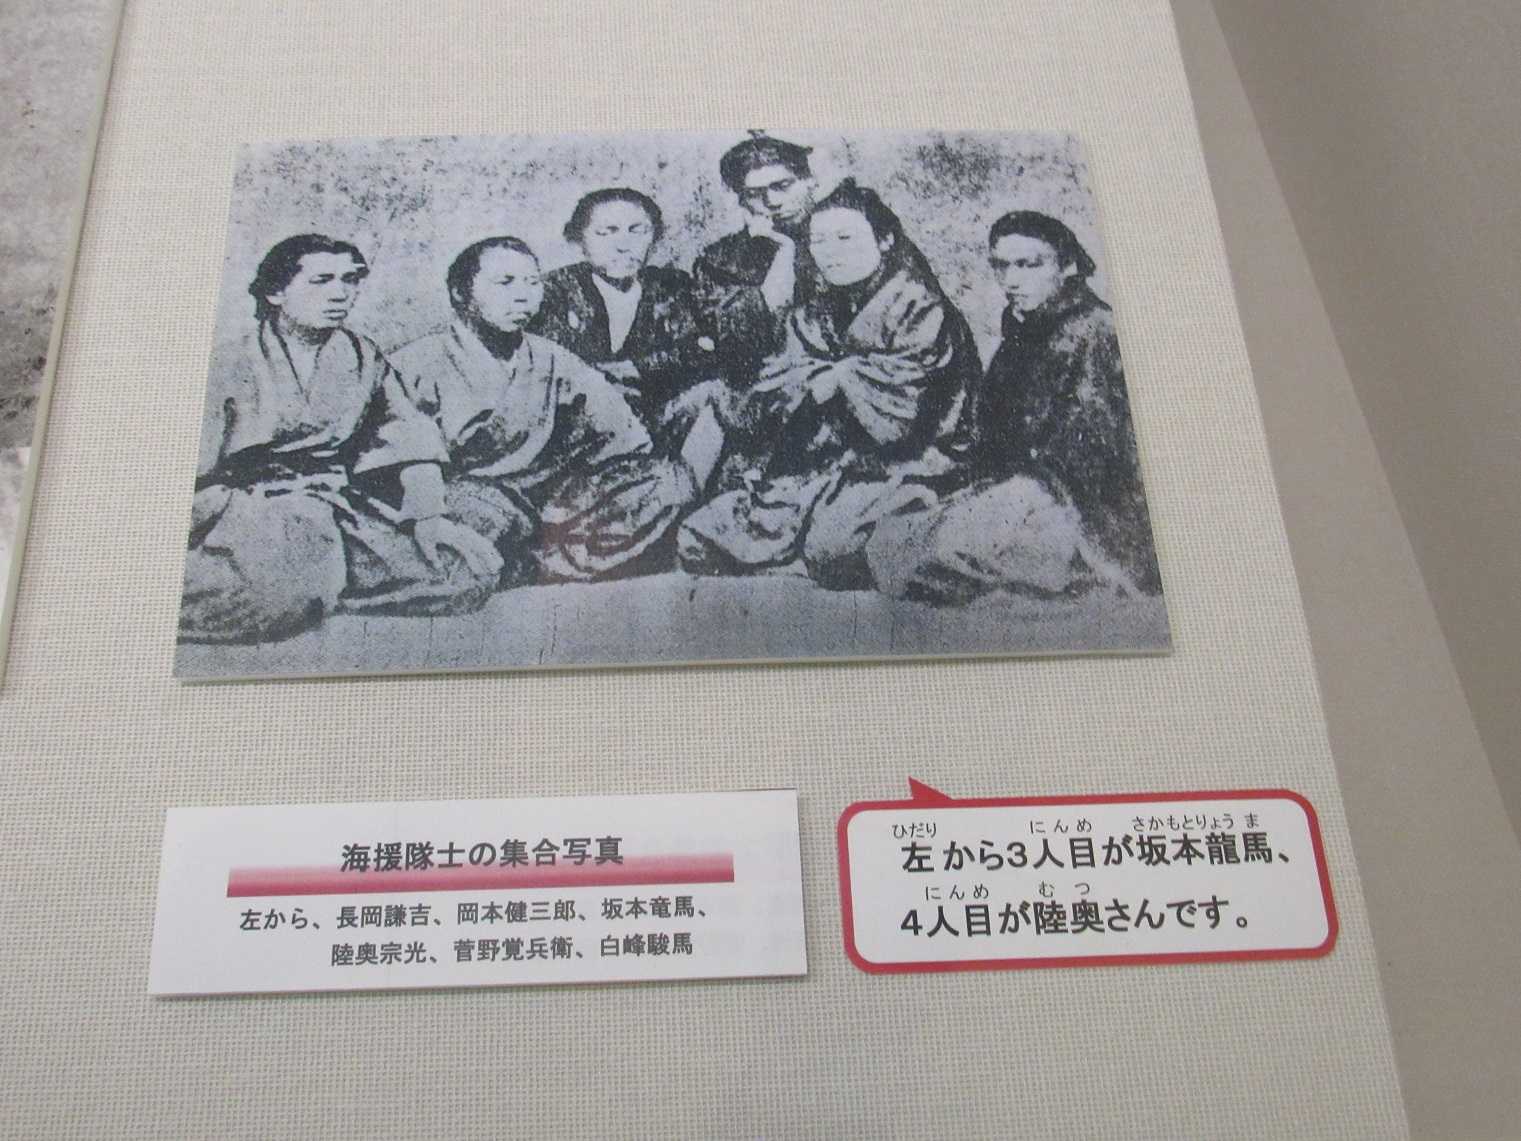 海援隊士の集合写真
左から、長岡謙吉、岡本健三郎、坂本竜馬、
陸奥宗光、菅野覚兵衛、白峰駿馬
ひだり にんめ さかもとりょうま
左から3人目が坂本龍馬、
にんめ むつ
4人目が陸奥さんです。